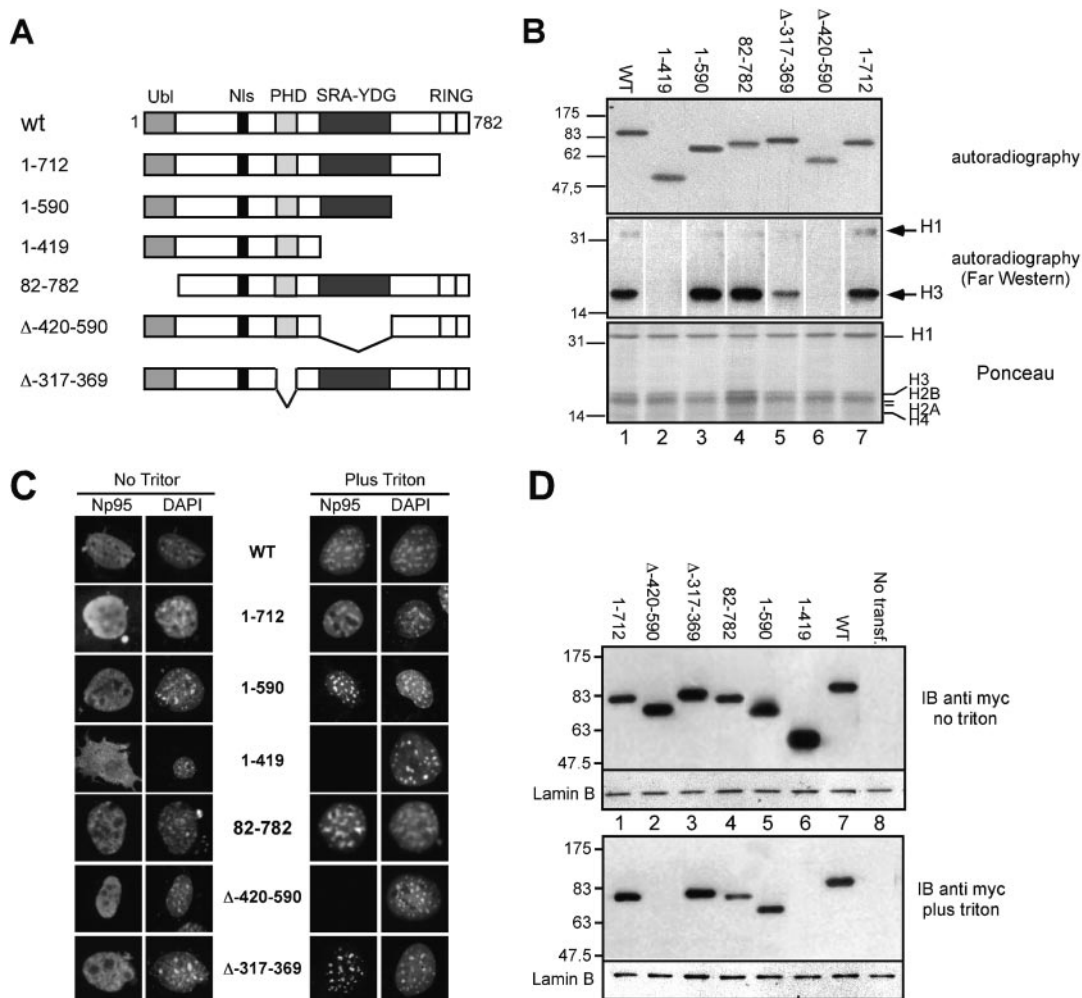 A
Ubl Nls PHD SRA-YDG RING
wt 1 782
1-712
1-590
1-419
82-782
Δ-420-590
Δ-317-369
B
WT 1-419 1-590 82-782 Δ-317-369 Δ-420-590 1-712
175
83
62
47,5
autoradiography
31
14
H1
autoradiography
(Far Western)
H3
31
14
H1
Ponceau
H3
H2B
H2A
H4
1 2 3 4 5 6 7
C
No Tritor Plus Triton
Np95 DAPI Np95 DAPI
WT
1-712
1-590
1-419
82-782
Δ-420-590
Δ-317-369
D
1-712 Δ-420-590 Δ-317-369 82-782 1-590 1-419 WT No transf.
175
83
63
47.5
IB anti myc
no triton
Lamin B
1 2 3 4 5 6 7 8
175
83
63
47.5
IB anti myc
plus triton
Lamin B